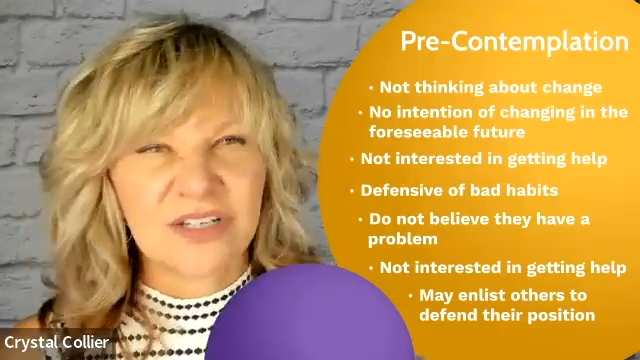 Pre-Contemplation
• Not thinking about change
• No intention of changing in the
foreseeable future
• Not interested in getting help
• Defensive of bad habits
• Do not believe they have a
problem
• Not interested in getting help
• May enlist others to
defend their position
Crystal Collier